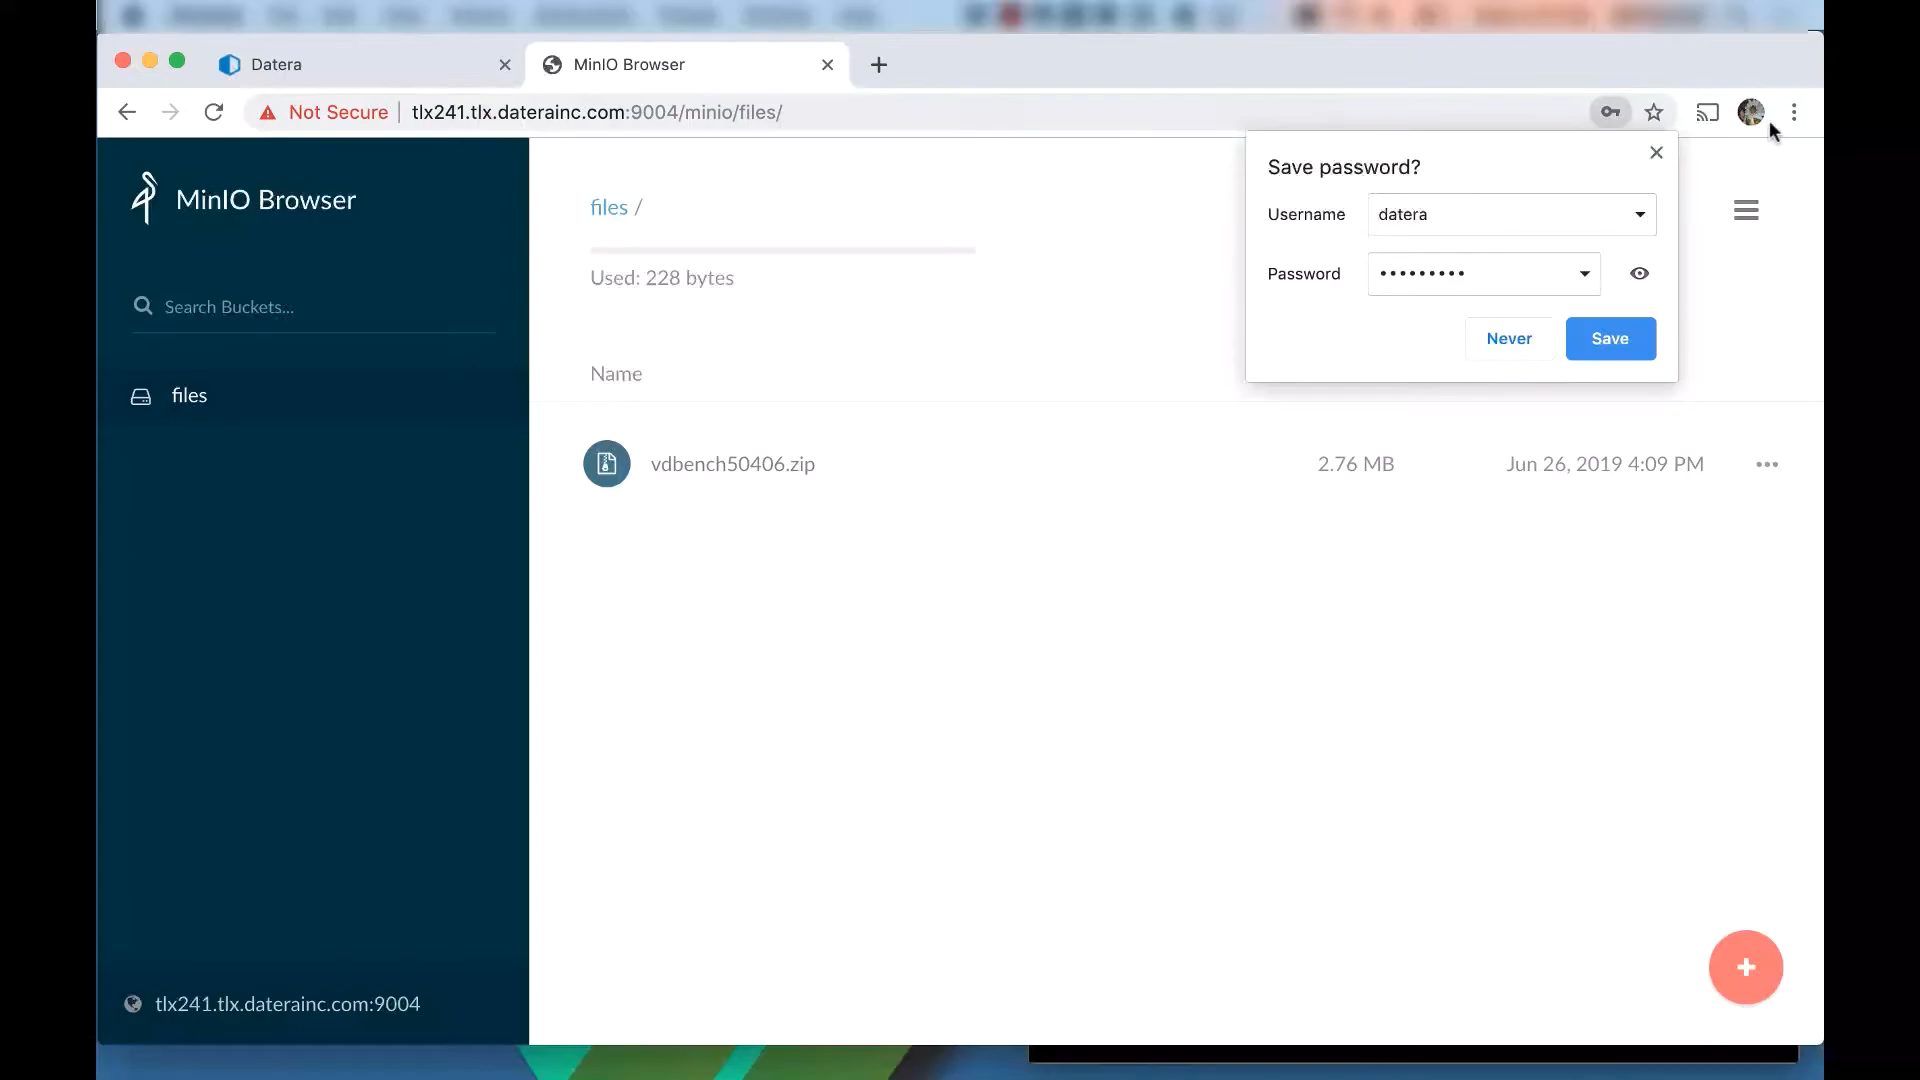 Datera
MinIO Browser
Not Secure
tlx241.tlx.daterainc.com:9004/minio/files/
MinIO Browser
Search Buckets...
files
tlx241.tlx.daterainc.com:9004
files /
Used: 228 bytes
Name
vdbench50406.zip 2.76 MB Jun 26, 2019 4:09 PM
Save password?
Username datera
Password •••••••••
Never Save